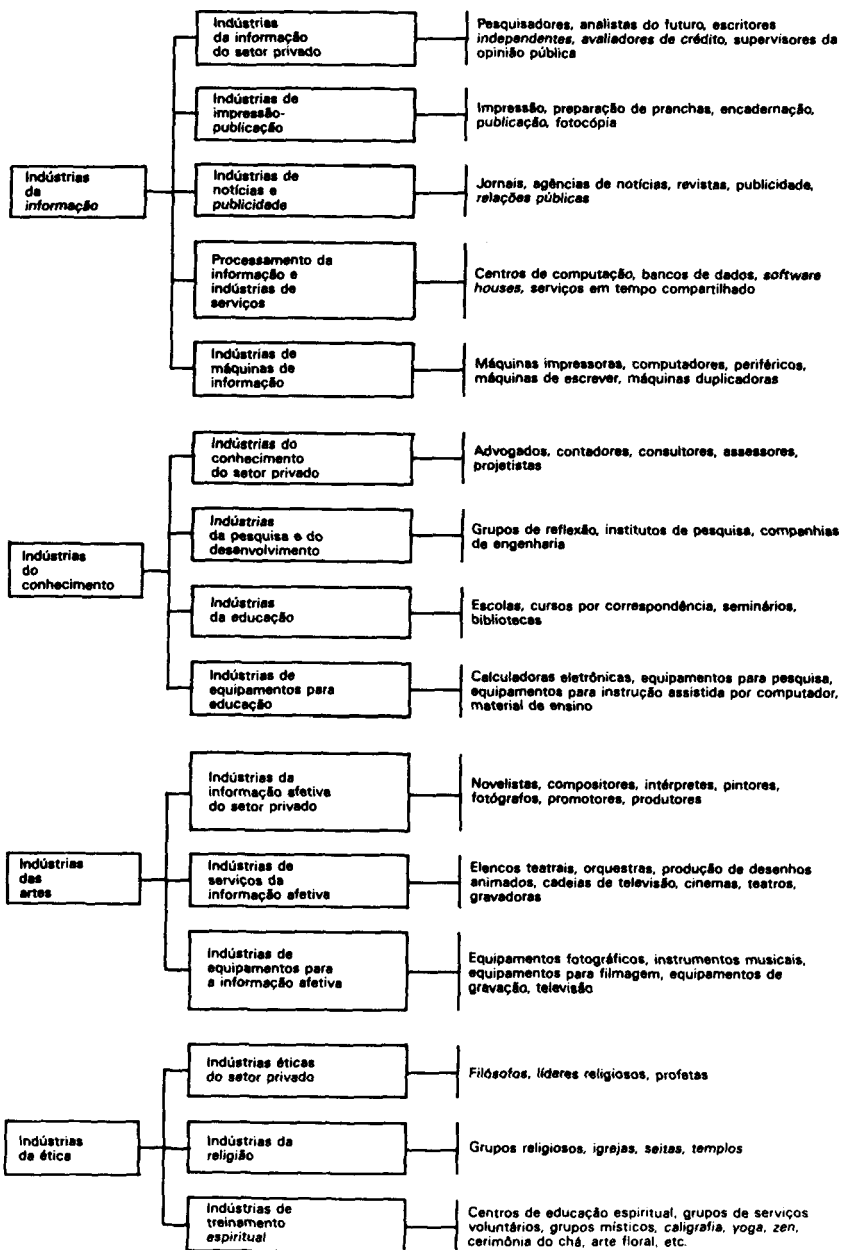 Indústrias
da informação
do setor privado
Pesquisadores, analistas do futuro, escritores
independentes, avaliadores de crédito, supervisores da
opinião pública
Indústrias de
impressão-
publicação
Impressão, preparação de pranchas, encadernação,
publicação, fotocópia
Indústrias
da
informação
Indústrias de
notícias e
publicidade
Jornais, agências de notícias, revistas, publicidade,
relações públicas
Processamento da
informação e
indústrias de
serviços
Centros de computação, bancos de dados, software
houses, serviços em tempo compartilhado
Indústrias de
máquinas de
informação
Máquinas impressoras, computadores, periféricos,
máquinas de escrever, máquinas duplicadoras
Indústrias do
conhecimento
do setor privado
Advogados, contadores, consultores, assessores,
projetistas
Indústrias
da pesquisa e do
desenvolvimento
Grupos de reflexão, institutos de pesquisa, companhias
de engenharia
Indústrias
do
conhecimento
Indústrias
da educação
Escolas, cursos por correspondência, seminários,
bibliotecas
Indústrias de
equipamentos para
educação
Calculadoras eletrônicas, equipamentos para pesquisa,
equipamentos para instrução assistida por computador,
material de ensino
Indústrias da
informação afetiva
do setor privado
Novelistas, compositores, intérpretes, pintores,
fotógrafos, promotores, produtores
Indústrias
das
artes
Indústrias de
serviços da
informação afetiva
Elencos teatrais, orquestras, produção de desenhos
animados, cadeias de televisão, cinemas, teatros,
gravadoras
Indústrias de
equipamentos para
a informação afetiva
Equipamentos fotográficos, instrumentos musicais,
equipamentos para filmagem, equipamentos de
gravação, televisão
Indústrias éticas
do setor privado
Filósofos, líderes religiosos, profetas
Indústrias
da ética
Indústrias da
religião
Grupos religiosos, igrejas, seitas, templos
Indústrias de
treinamento
espiritual
Centros de educação espiritual, grupos de serviços
voluntários, grupos místicos, caligrafia, yoga, zen,
cerimônia do chá, arte floral, etc.